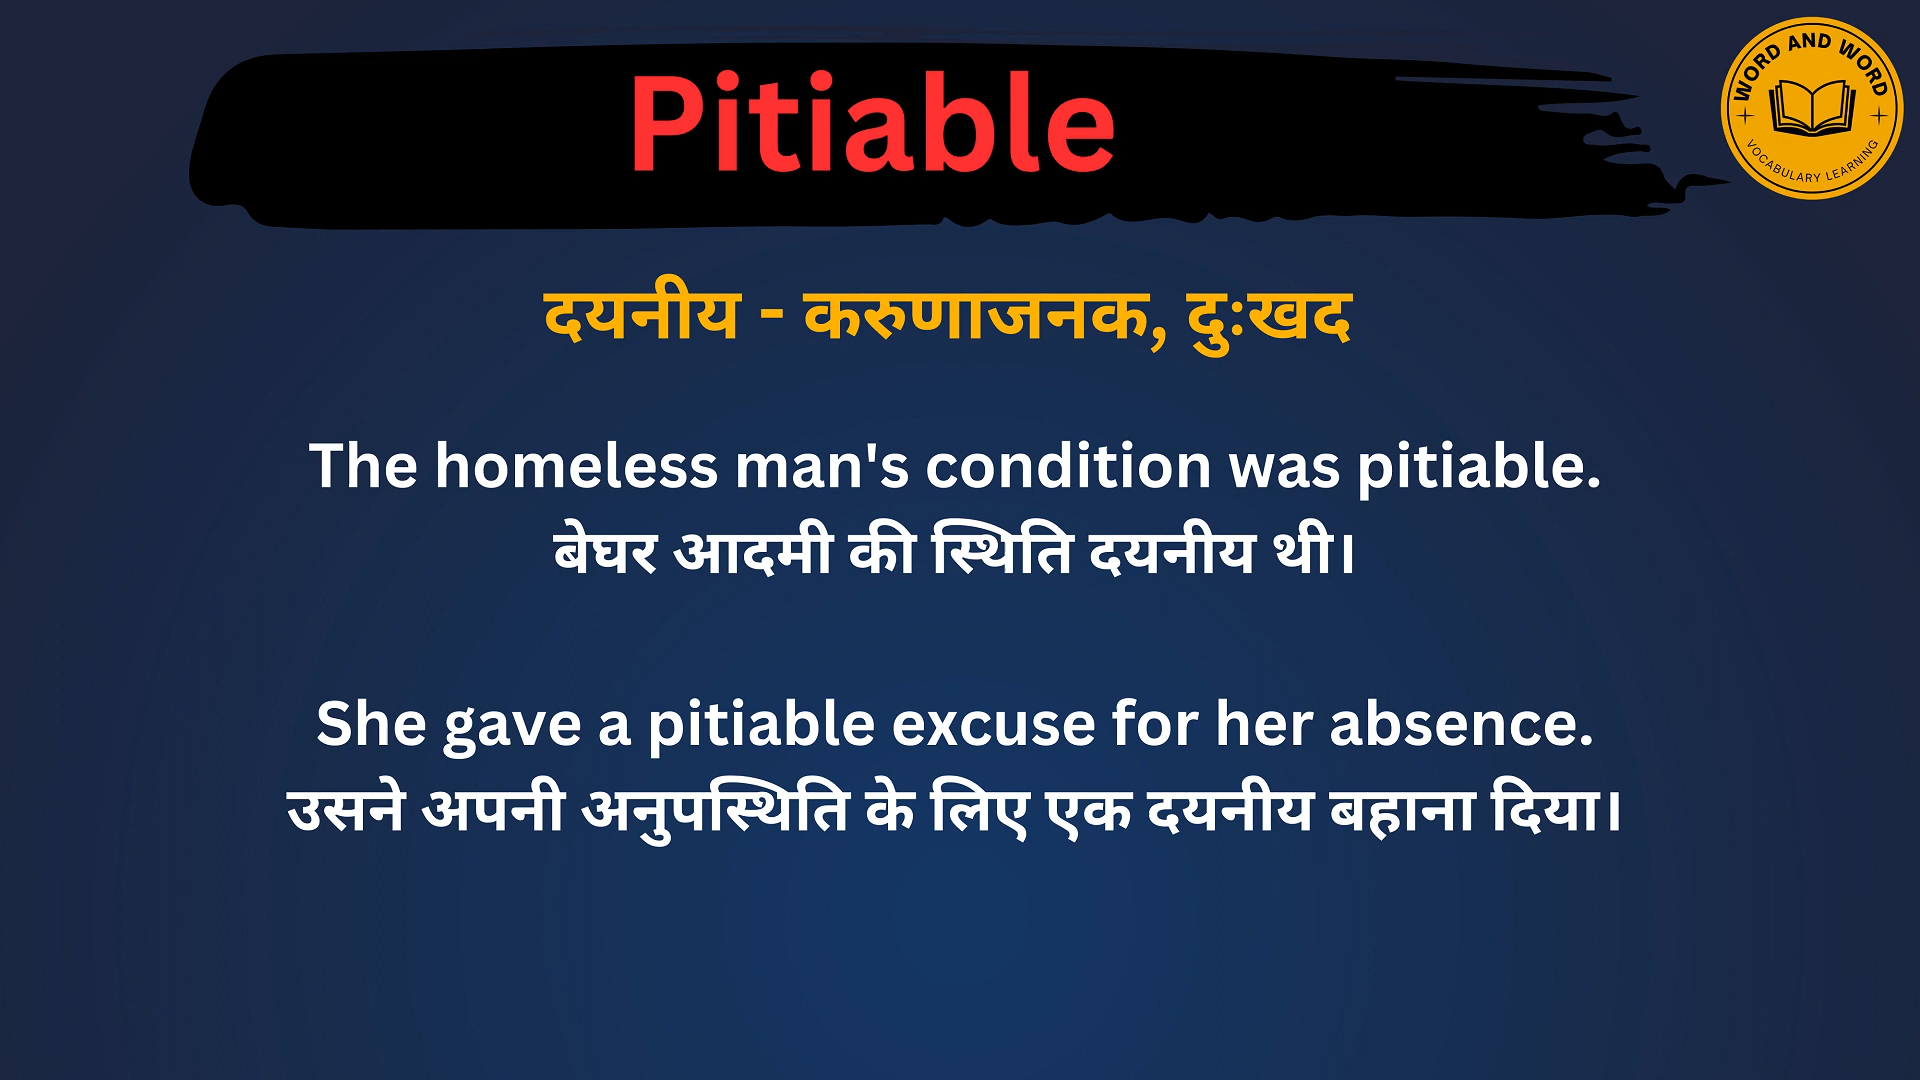 Pitiable
WORD AND WORD
VOCABULARY LEARNING
दयनीय - करुणाजनक, दुःखद
The homeless man's condition was pitiable.
बेघर आदमी की स्थिति दयनीय थी।
She gave a pitiable excuse for her absence.
उसने अपनी अनुपस्थिति के लिए एक दयनीय बहाना दिया।